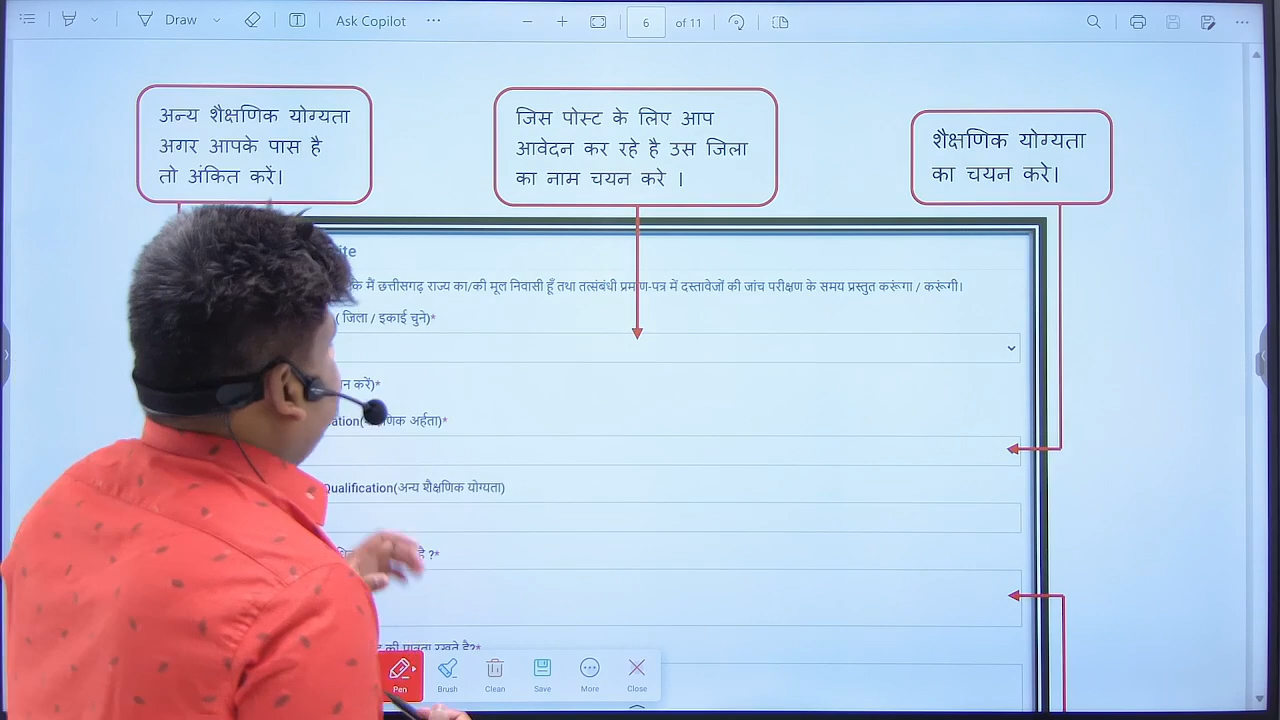 Draw
Ask Copilot
6 of 11
अन्य शैक्षणिक योग्यता
अगर आपके पास है
तो अंकित करें।
जिस पोस्ट के लिए आप
आवेदन कर रहे है उस जिला
का नाम चयन करे ।
शैक्षणिक योग्यता
का चयन करे।
मैं छत्तीसगढ़ राज्य का/की मूल निवासी हूँ तथा तत्संबंधी प्रमाण-पत्र में दस्तावेजों की जांच परीक्षण के समय प्रस्तुत करूंगा / करूंगी।
( जिला / इकाई चुने)*
करें)*
अर्हता)*
Qualification(अन्य शैक्षणिक योग्यता)
है ?*
की पात्रता रखते है?*
Pen
Brush
Clean
Save
More
Close